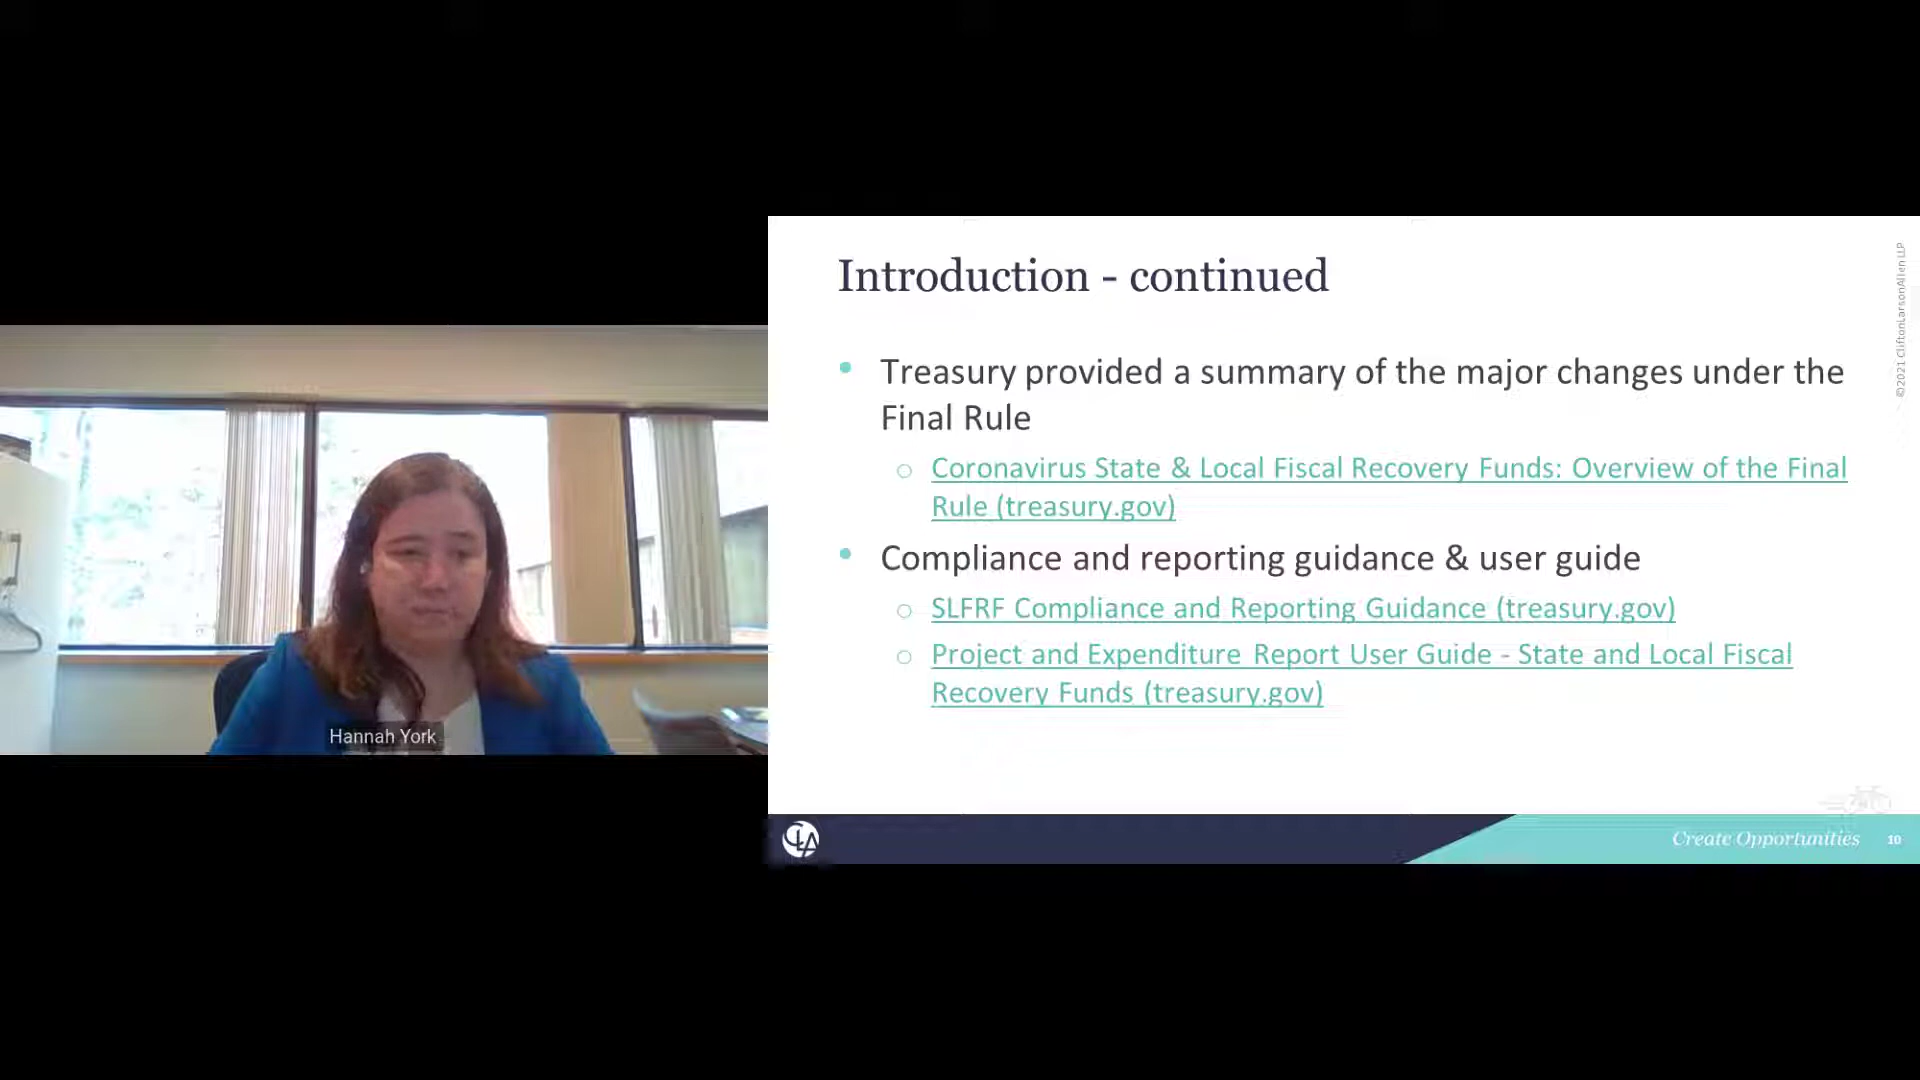 Hannah York
Introduction - continued
Treasury provided a summary of the major changes under the
Final Rule
Coronavirus State & Local Fiscal Recovery Funds: Overview of the Final
Rule (treasury.gov)
Compliance and reporting guidance & user guide
SLFRF Compliance and Reporting Guidance (treasury.gov)
Project and Expenditure Report User Guide - State and Local Fiscal
Recovery Funds (treasury.gov)
©2021 CliftonLarsonAllen LLP
CLA
Create Opportunities 10